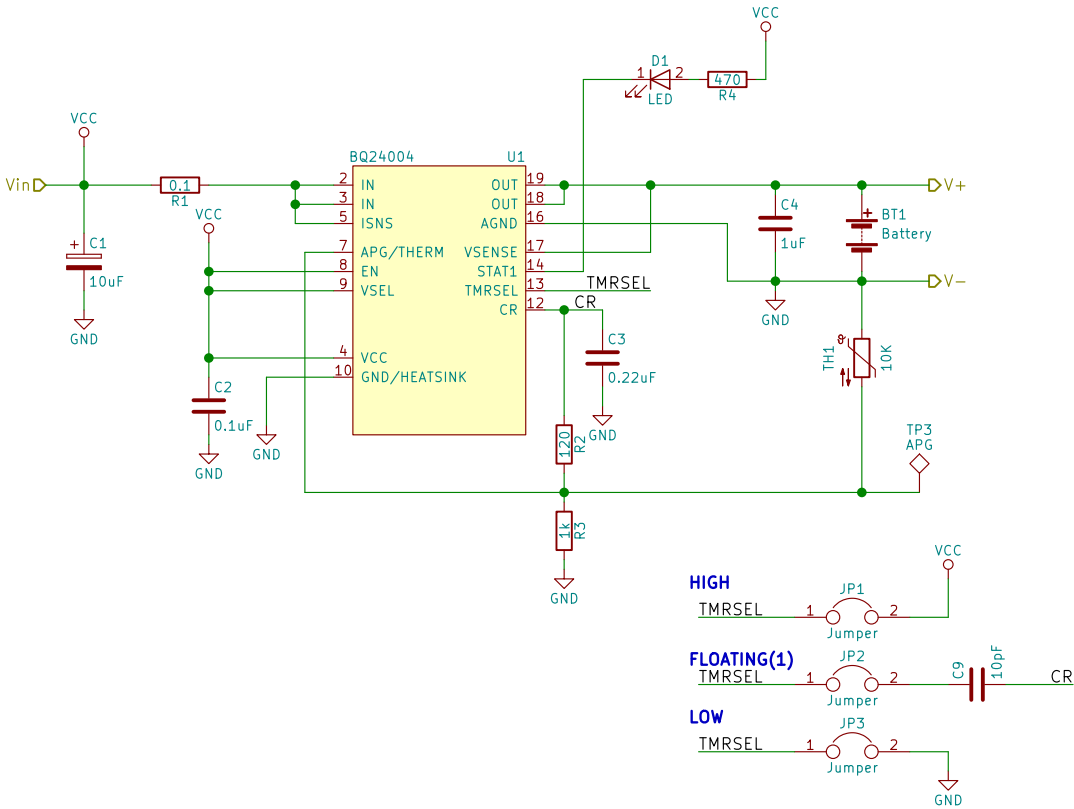 VCC
D1
1 2
LED
470
R4
VCC
Vin
0.1
R1
VCC
C1
10uF
GND
BQ24004 U1
2 IN OUT 19
3 IN OUT 18
5 ISNS AGND 16
7 APG/THERM VSENSE 17
8 EN STAT1 14
9 VSEL TMRSEL 13
CR 12
4 VCC
10 GND/HEATSINK
TMRSEL
CR
C2
0.1uF
GND
GND
C3
0.22uF
GND
120
R2
1k
R3
GND
V+
C4
1uF
BT1
Battery
V-
GND
TH1
10K
TP3
APG
VCC
HIGH
TMRSEL
1 JP1 2
Jumper
FLOATING(1)
TMRSEL
1 JP2 2
Jumper
C9
10pF
CR
LOW
TMRSEL
1 JP3 2
Jumper
GND